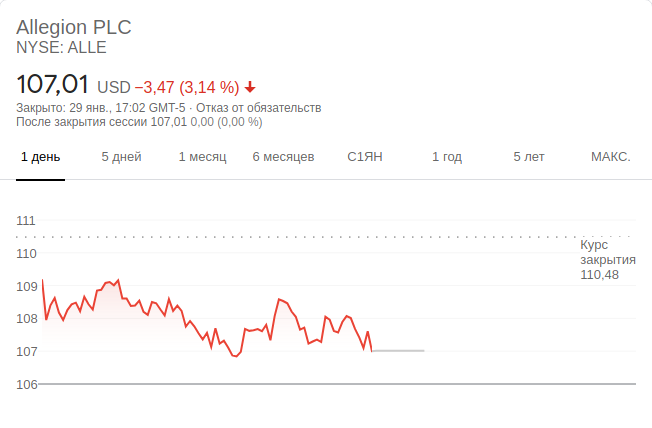 Allegion PLC
NYSE: ALLE
107,01 USD −3,47 (3,14 %)
Закрыто: 29 янв., 17:02 GMT-5 · Отказ от обязательств
После закрытия сессии 107,01 0,00 (0,00 %)
1 день 5 дней 1 месяц 6 месяцев С1ЯН 1 год 5 лет МАКС.
111
Курс
закрытия
110,48
110
109
108
107
106